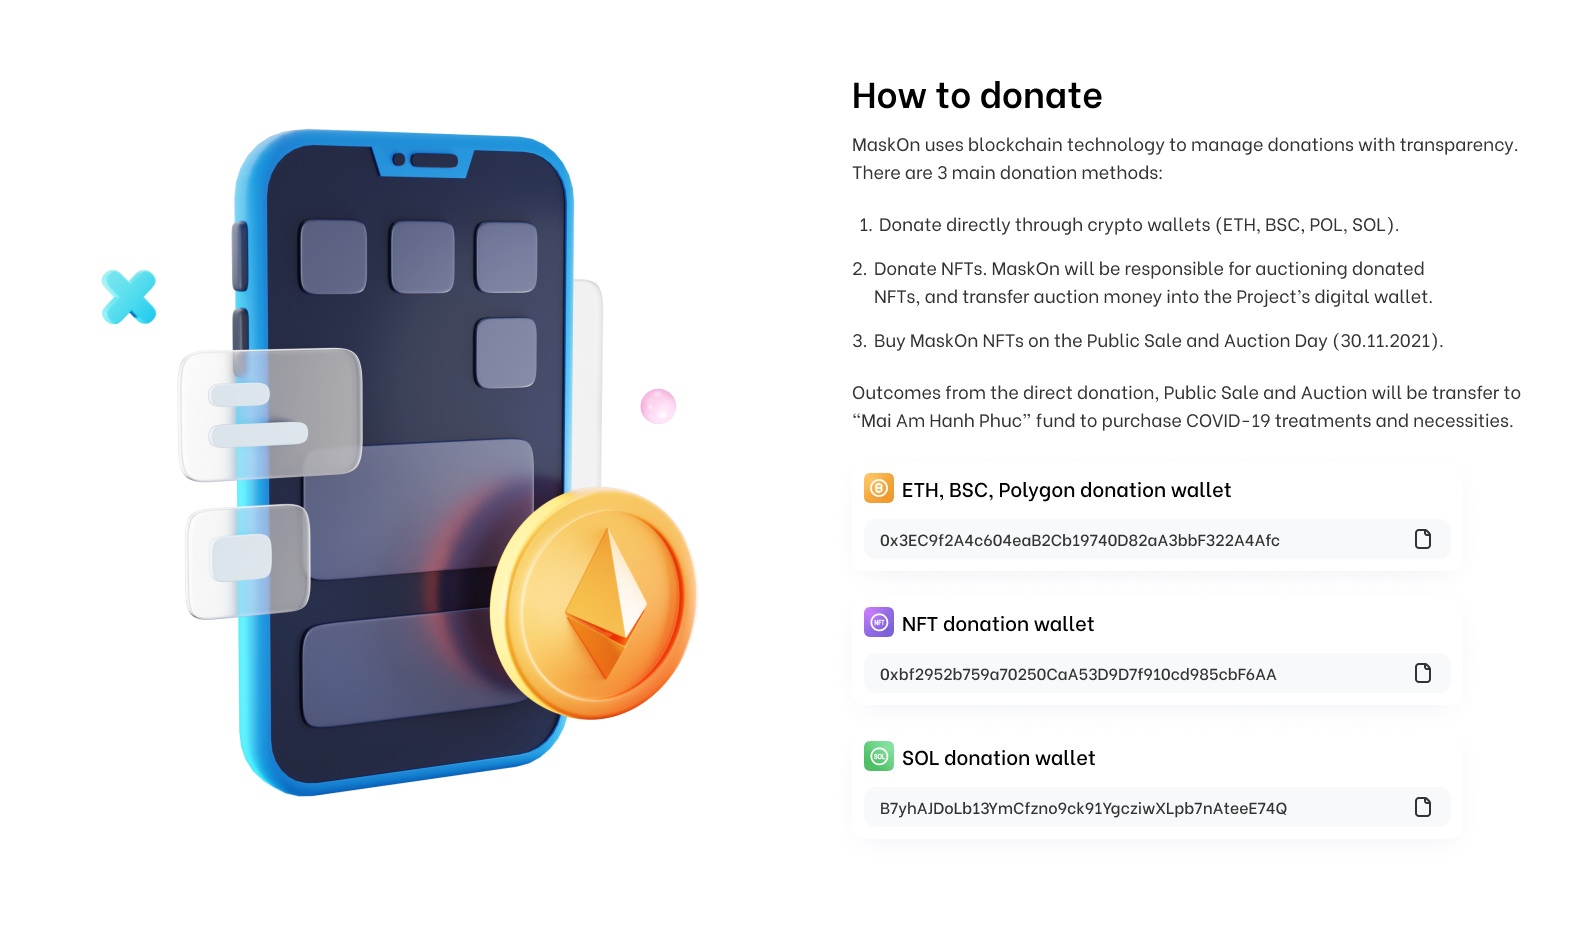 How to donate
MaskOn uses blockchain technology to manage donations with transparency.
There are 3 main donation methods:
1. Donate directly through crypto wallets (ETH, BSC, POL, SOL).
2. Donate NFTs. MaskOn will be responsible for auctioning donated
NFTs, and transfer auction money into the Project’s digital wallet.
3. Buy MaskOn NFTs on the Public Sale and Auction Day (30.11.2021).
Outcomes from the direct donation, Public Sale and Auction will be transfer to
“Mai Am Hanh Phuc” fund to purchase COVID-19 treatments and necessities.
ETH, BSC, Polygon donation wallet
0x3EC9f2A4c604eaB2Cb19740D82aA3bbF322A4Afc
NFT
NFT donation wallet
0xbf2952b759a70250CaA53D9D7f910cd985cbF6AA
SOL
SOL donation wallet
B7yhAJDoLb13YmCfzno9ck91YgcziwXLpb7nAteeE74Q